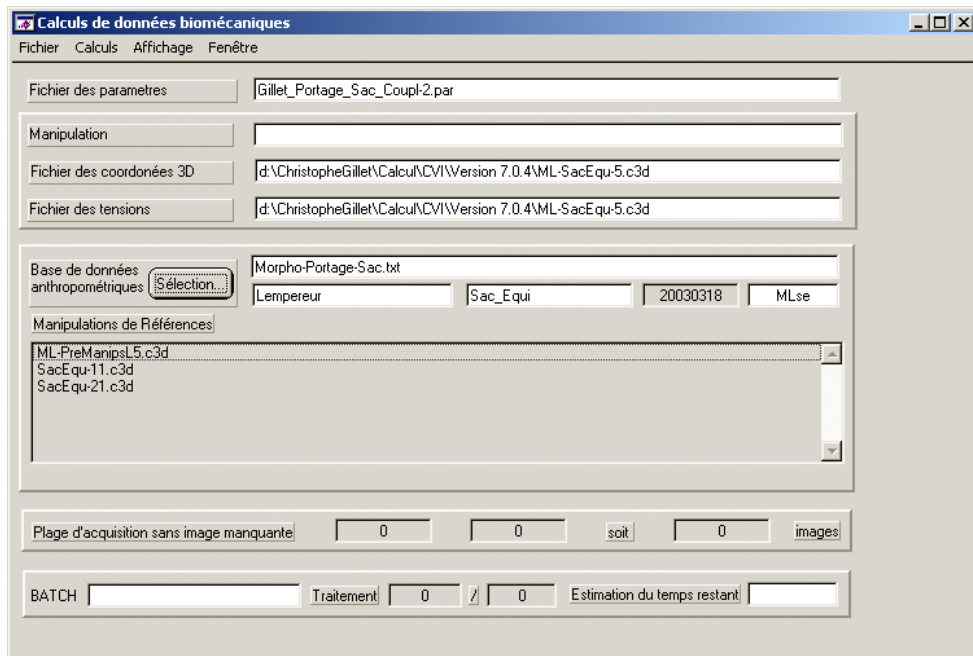 Calculs de données biomécaniques
Fichier Calculs Affichage Fenêtre
Fichier des parametres Gillet_Portage_Sac_Coupl-2.par
Manipulation
Fichier des coordonées 3D d:\ChristopheGillet\Calcul\CVI\Version 7.0.4\ML-SacEqu-5.c3d
Fichier des tensions d:\ChristopheGillet\Calcul\CVI\Version 7.0.4\ML-SacEqu-5.c3d
Base de données anthropométriques Sélection... Morpho-Portage-Sac.txt
Lempereur Sac_Equi 20030318 MLse
Manipulations de Références
ML-PreManipsL5.c3d
SacEqu-11.c3d
SacEqu-21.c3d
Plage d'acquisition sans image manquante 0 0 soit 0 images
BATCH Traitement 0 / 0 Estimation du temps restant